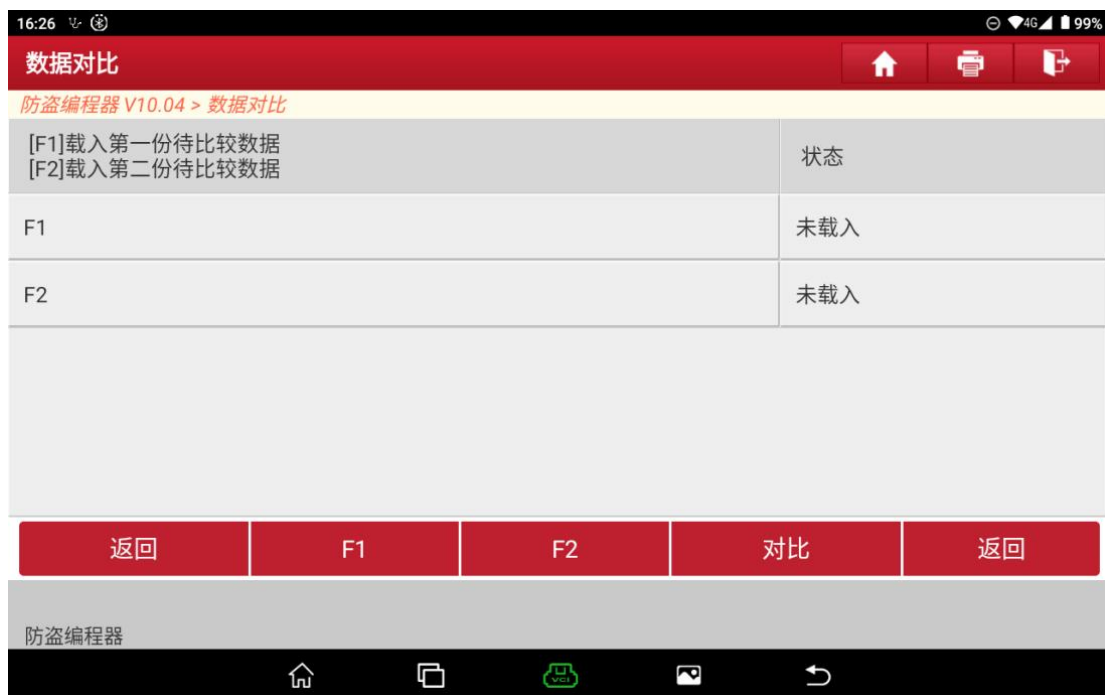 16:26
4G
99%
数据对比
防盗编程器 V10.04 > 数据对比
[F1]载入第一份待比较数据
[F2]载入第二份待比较数据
状态
F1
未载入
F2
未载入
返回
F1
F2
对比
返回
防盗编程器
VCI